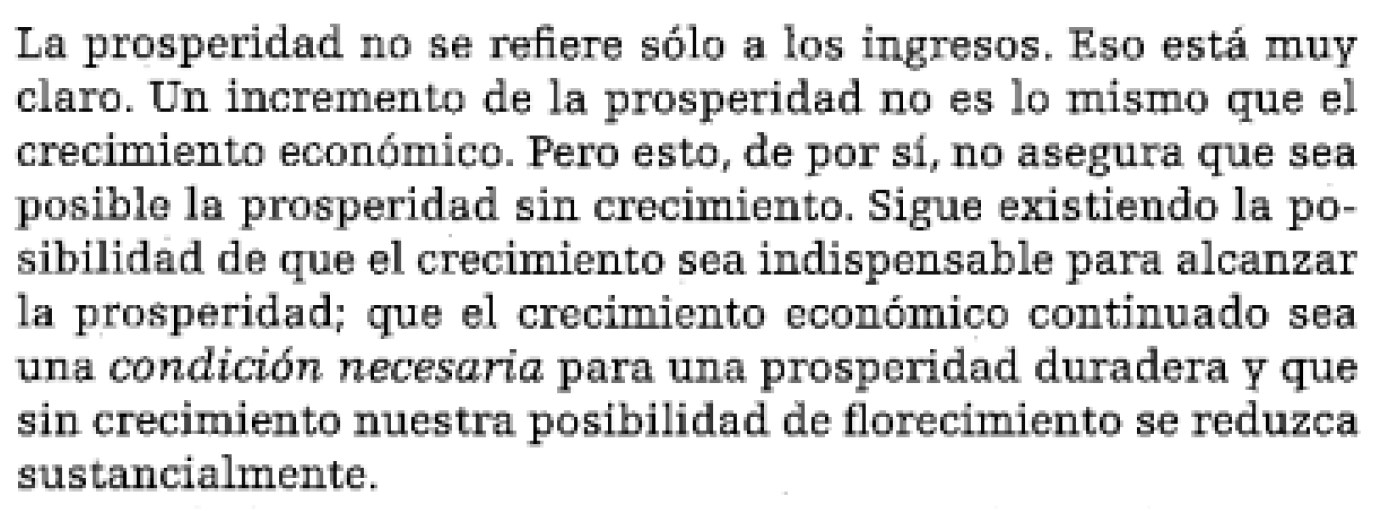 La prosperidad no se refiere sólo a los ingresos. Eso está muy
claro. Un incremento de la prosperidad no es lo mismo que el
crecimiento económico. Pero esto, de por sí, no asegura que sea
posible la prosperidad sin crecimiento. Sigue existiendo la po-
sibilidad de que el crecimiento sea indispensable para alcanzar
la prosperidad; que el crecimiento económico continuado sea
una condición necesaria para una prosperidad duradera y que
sin crecimiento nuestra posibilidad de florecimiento se reduzca
sustancialmente.